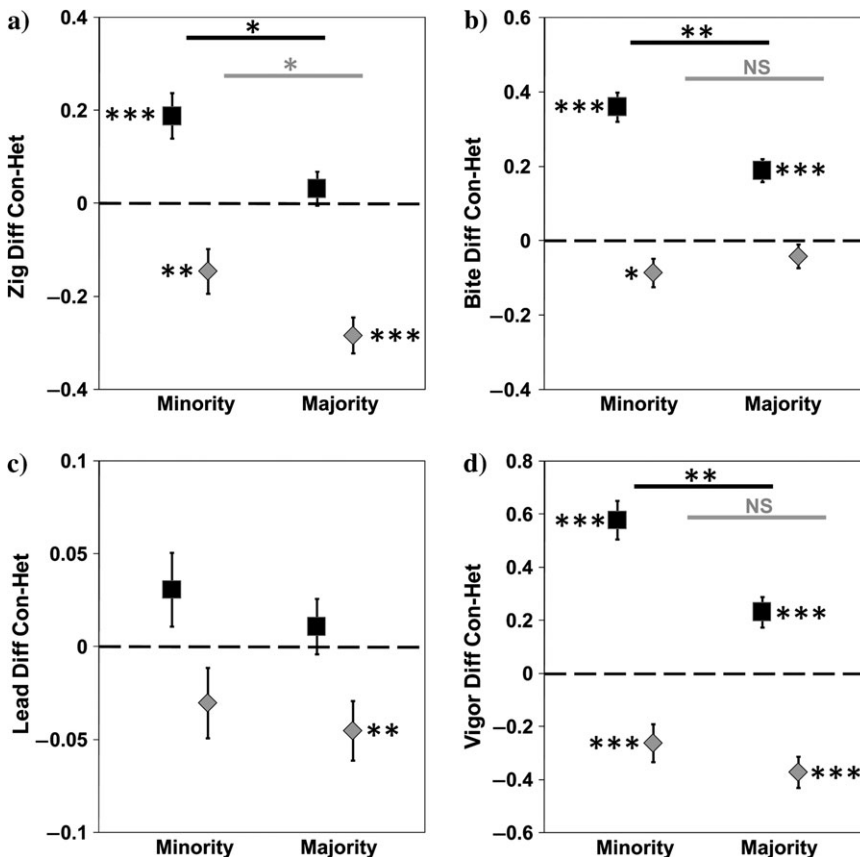 a)
Zig Diff Con-Het
0.4
0.2
0
−0.2
−0.4
*
*
***
**
***
Minority
Majority
b)
Bite Diff Con-Het
0.6
0.4
0.2
0
−0.2
−0.4
**
NS
***
***
*
Minority
Majority
c)
Lead Diff Con-Het
0.1
0.05
0
−0.05
−0.1
**
Minority
Majority
d)
Vigor Diff Con-Het
0.8
0.6
0.4
0.2
0
−0.2
−0.4
−0.6
**
NS
***
***
***
***
Minority
Majority